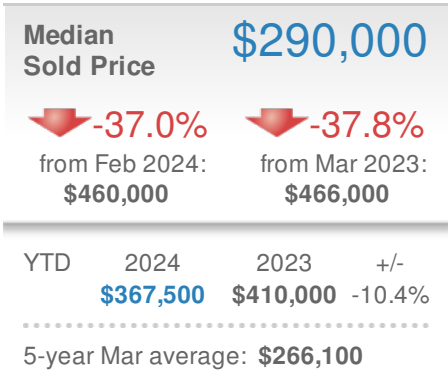 Median
Sold Price
$290,000
-37.0% -37.8%
from Feb 2024: from Mar 2023:
$460,000 $466,000
YTD 2024 2023 +/-
$367,500 $410,000 -10.4%
5-year Mar average: $266,100